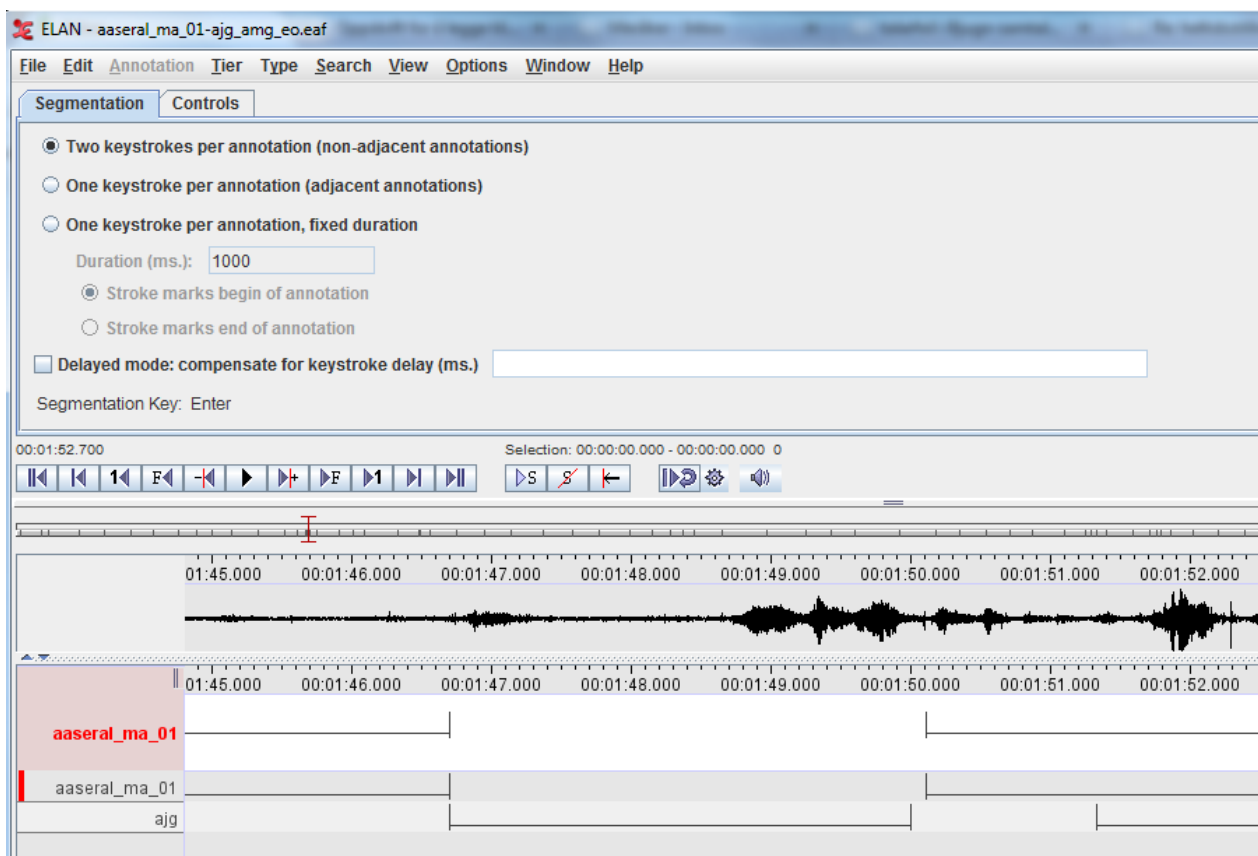 ELAN - aaseral_ma_01-ajg_amg_eo.eaf
File Edit Annotation Tier Type Search View Options Window Help
Segmentation Controls
Two keystrokes per annotation (non-adjacent annotations)
One keystroke per annotation (adjacent annotations)
One keystroke per annotation, fixed duration
Duration (ms.): 1000
Stroke marks begin of annotation
Stroke marks end of annotation
Delayed mode: compensate for keystroke delay (ms.)
Segmentation Key: Enter
00:01:52.700 Selection: 00:00:00.000 - 00:00:00.000 0
1 F F 1 S S
01:45.000 00:01:46.000 00:01:47.000 00:01:48.000 00:01:49.000 00:01:50.000 00:01:51.000 00:01:52.000
01:45.000 00:01:46.000 00:01:47.000 00:01:48.000 00:01:49.000 00:01:50.000 00:01:51.000 00:01:52.000
aaseral_ma_01
aaseral_ma_01
ajg